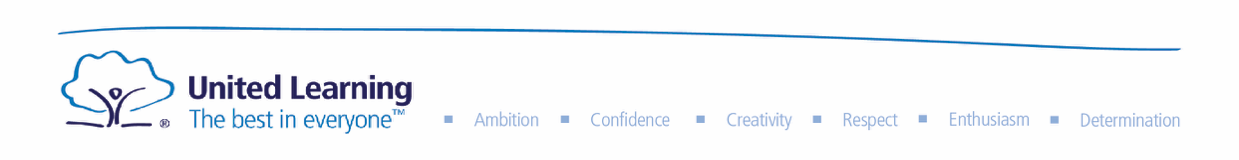 United Learning
The best in everyone™
®
■ Ambition ■ Confidence ■ Creativity ■ Respect ■ Enthusiasm ■ Determination